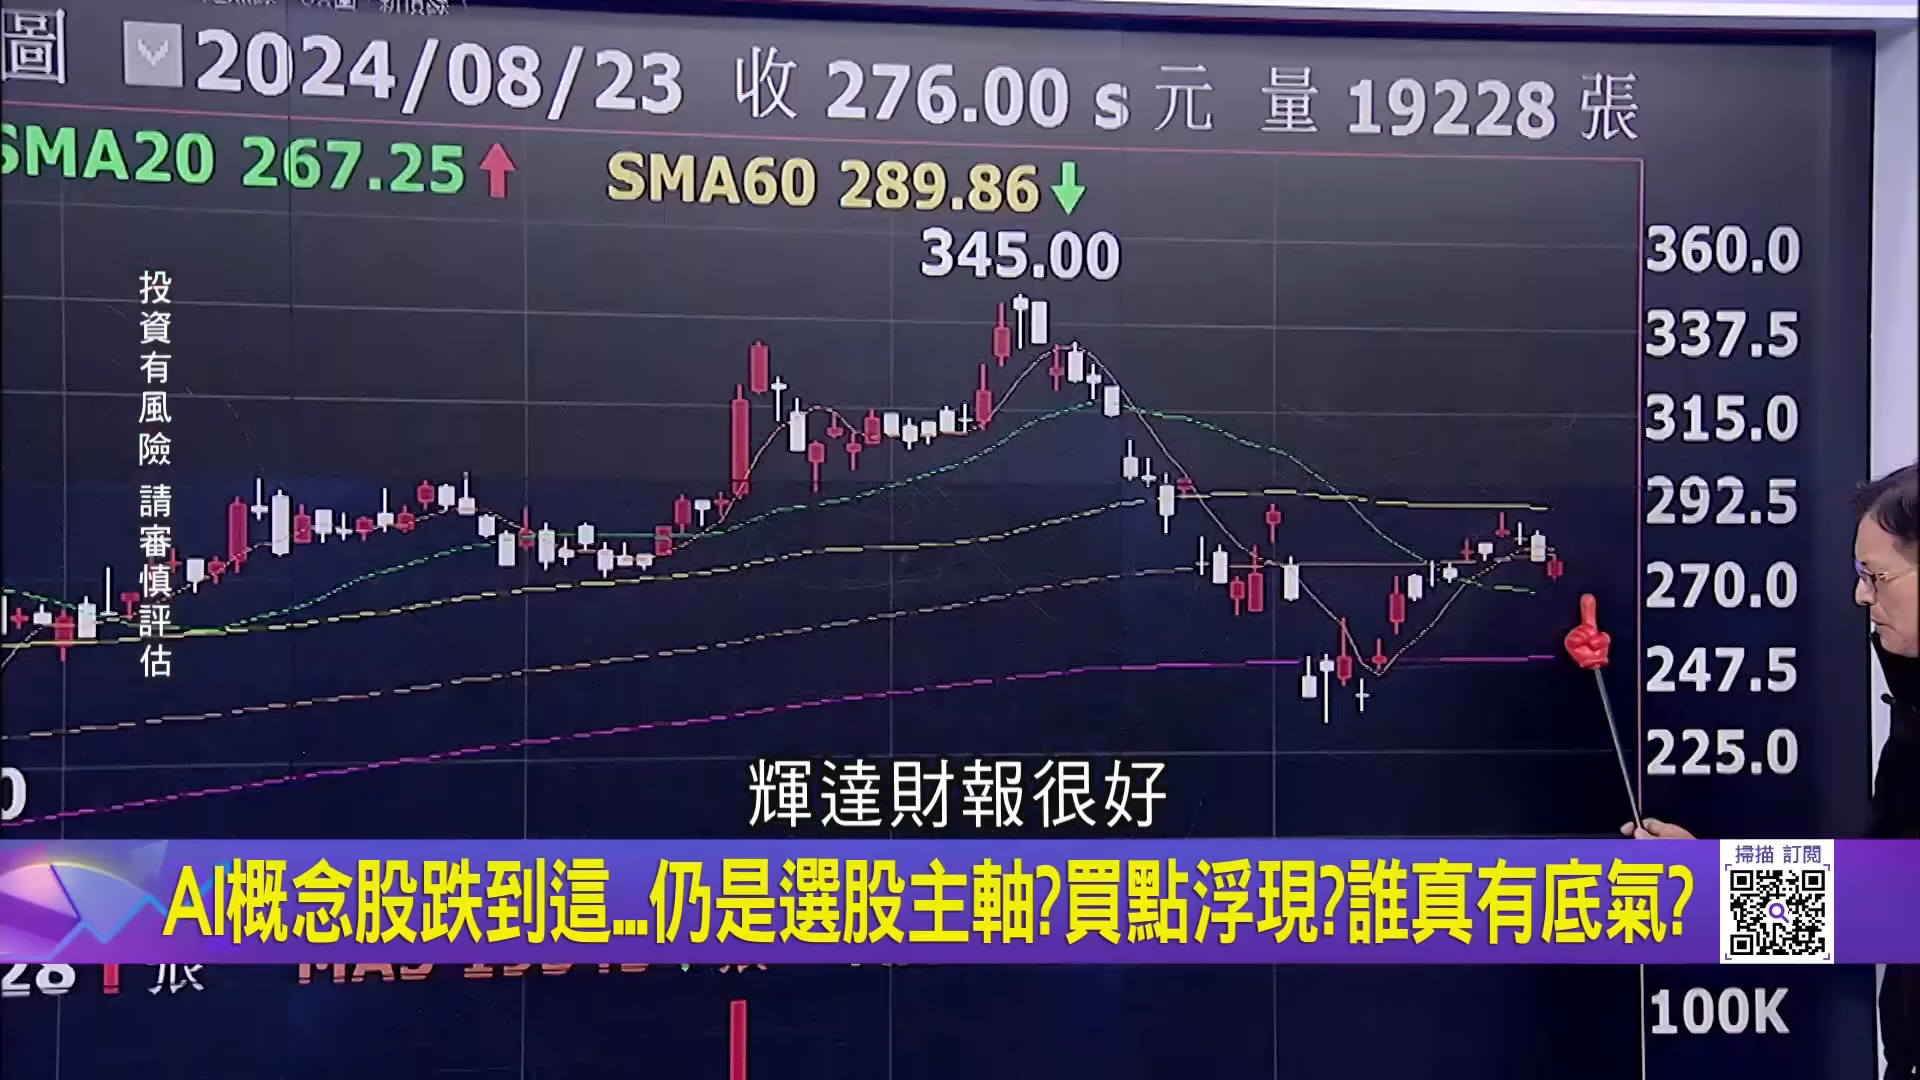 圖 2024/08/23 收 276.00 s 元 量 19228 張
SMA20 267.25↑ SMA60 289.86↓
345.00
360.0
337.5
315.0
292.5
270.0
247.5
225.0
投資有風險 請審慎評估
輝達財報很好
掃描 訂閱
AI概念股跌到這...仍是選股主軸?買點浮現?誰真有底氣?
28↑ 張
100K